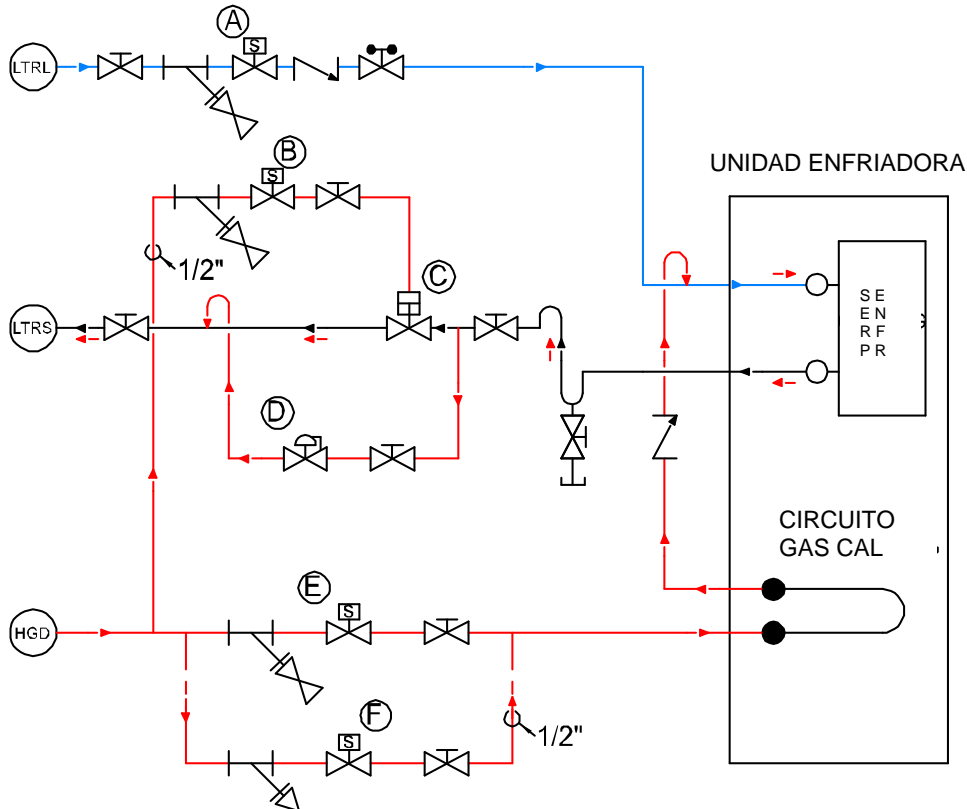 A
S
LTRL
B
S
UNIDAD ENFRIADORA
1/2"
C
LTRS
S E
E N
R F
P R
D
CIRCUITO
GAS CAL
E
S
HGD
F
S
1/2"